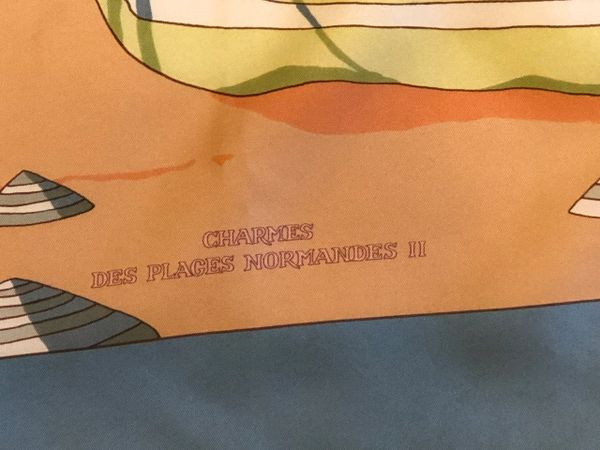 CHARMES
DES PLAGES NORMANDES II